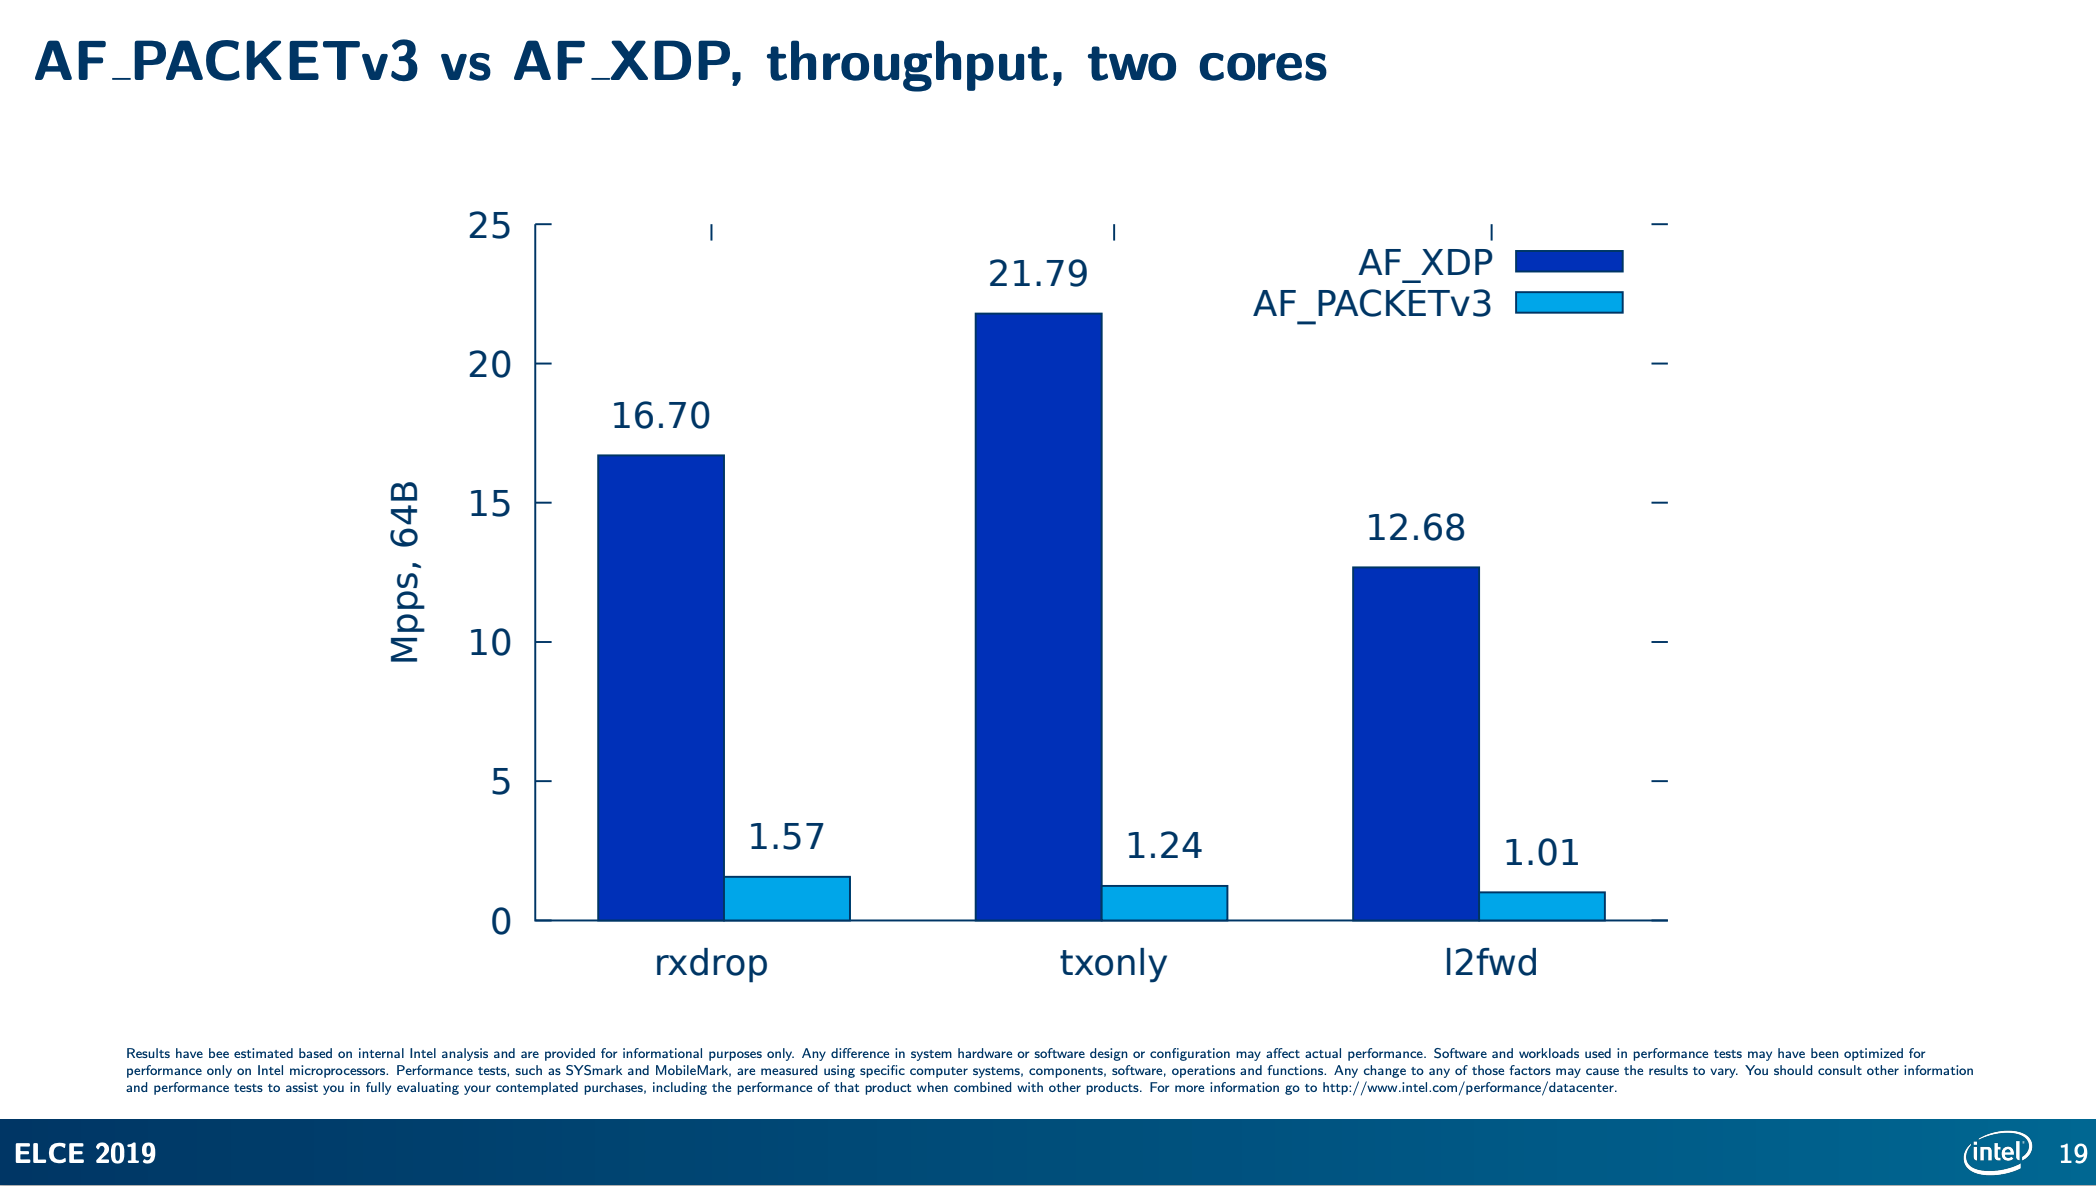 AF_PACKETv3 vs AF_XDP, throughput, two cores
25
20
15
10
5
0
Mpps, 64B
AF_XDP
AF_PACKETv3
16.70
1.57
21.79
1.24
12.68
1.01
rxdrop
txonly
l2fwd
Results have bee estimated based on internal Intel analysis and are provided for informational purposes only. Any difference in system hardware or software design or configuration may affect actual performance. Software and workloads used in performance tests may have been optimized for
performance only on Intel microprocessors. Performance tests, such as SYSmark and MobileMark, are measured using specific computer systems, components, software, operations and functions. Any change to any of those factors may cause the results to vary. You should consult other information
and performance tests to assist you in fully evaluating your contemplated purchases, including the performance of that product when combined with other products. For more information go to http://www.intel.com/performance/datacenter.
ELCE 2019
intel
19